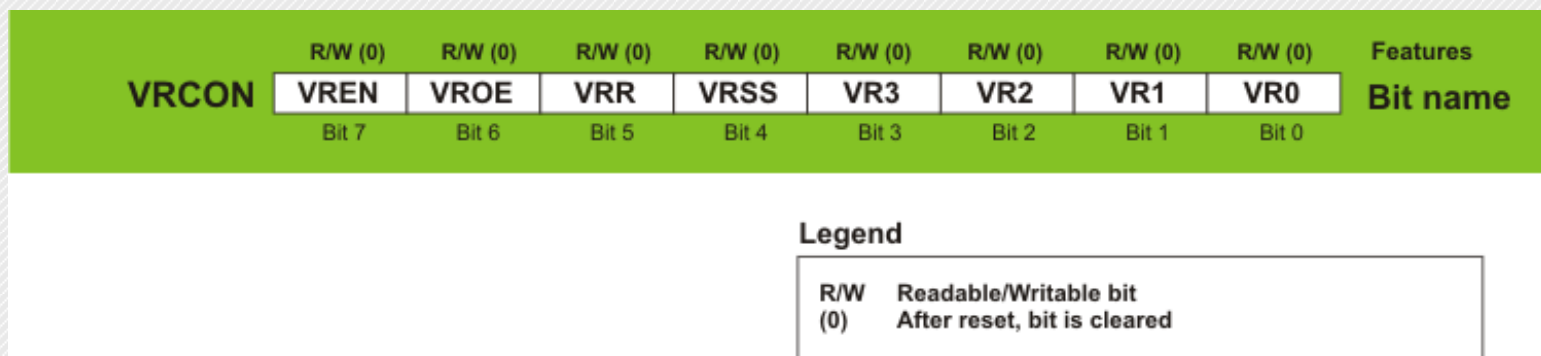 R/W (0) R/W (0) R/W (0) R/W (0) R/W (0) R/W (0) R/W (0) R/W (0) Features
VRCON VREN VROE VRR VRSS VR3 VR2 VR1 VR0 Bit name
Bit 7 Bit 6 Bit 5 Bit 4 Bit 3 Bit 2 Bit 1 Bit 0
Legend
R/W Readable/Writable bit
(0) After reset, bit is cleared